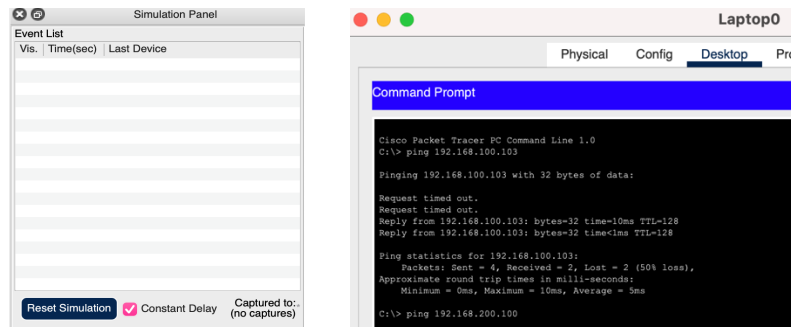 Simulation Panel
Event List
Vis. Time(sec) Last Device
Reset Simulation Constant Delay Captured to:
(no captures)
Laptop0
Physical Config Desktop
Command Prompt
Cisco Packet Tracer PC Command Line 1.0
C:\> ping 192.168.100.103
Pinging 192.168.100.103 with 32 bytes of data:
Request timed out.
Request timed out.
Reply from 192.168.100.103: bytes=32 time=10ms TTL=128
Reply from 192.168.100.103: bytes=32 time<1ms TTL=128
Ping statistics for 192.168.100.103:
Packets: Sent = 4, Received = 2, Lost = 2 (50% loss),
Approximate round trip times in milli-seconds:
Minimum = 0ms, Maximum = 10ms, Average = 5ms
C:\> ping 192.168.200.100